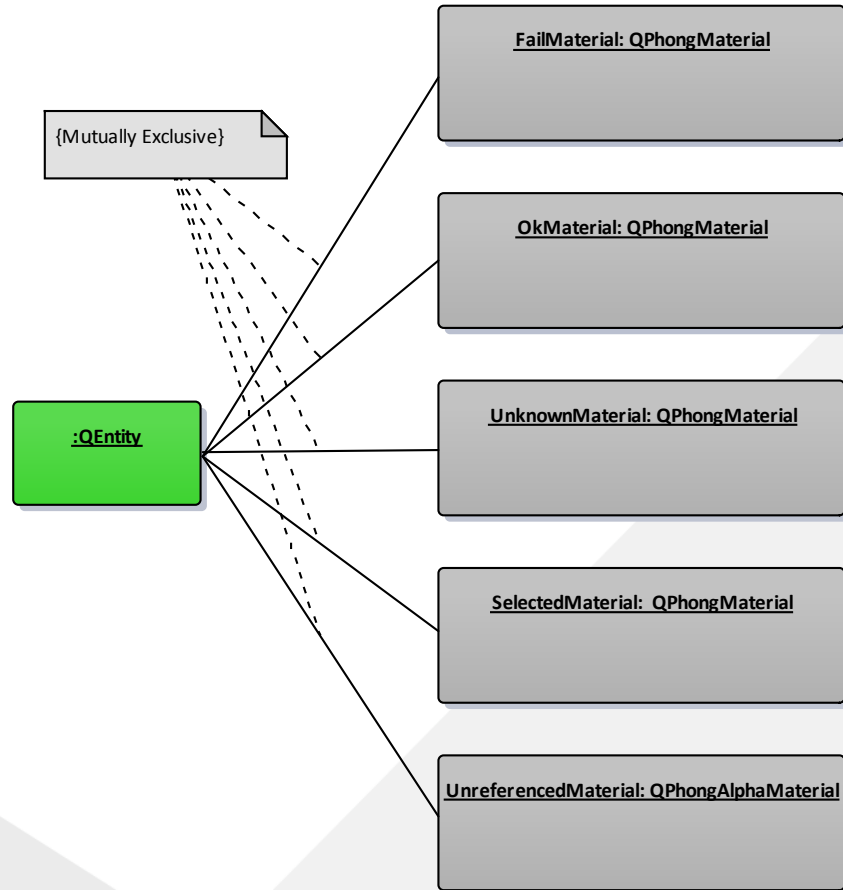 FailMaterial: QPhongMaterial
{Mutually Exclusive}
OkMaterial: QPhongMaterial
:QEntity
UnknownMaterial: QPhongMaterial
SelectedMaterial:  QPhongMaterial
UnreferencedMaterial: QPhongAlphaMaterial